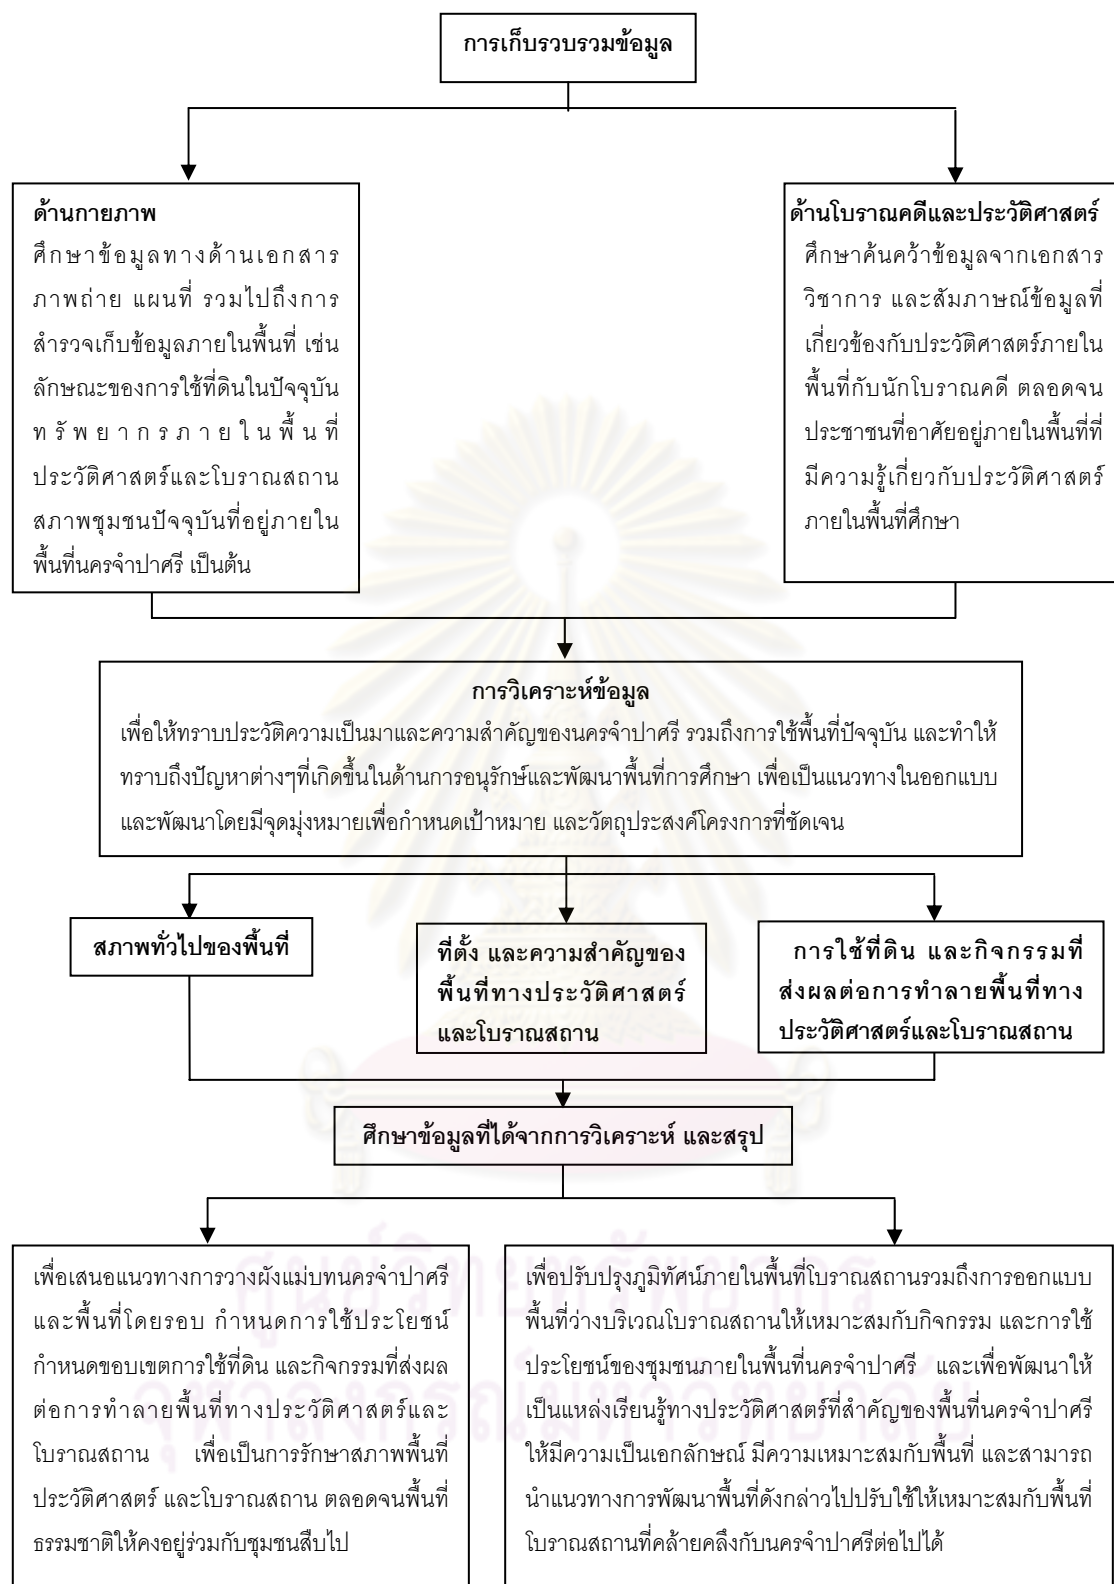 การเก็บรวบรวมข้อมูล
ด้านกายภาพ
ศึกษาข้อมูลทางด้านเอกสาร
ภาพถ่าย แผนที่ รวมไปถึงการ
สำรวจเก็บข้อมูลภายในพื้นที่ เช่น
ลักษณะของการใช้ที่ดินในปัจจุบัน
ทรัพยากรภายในพื้นที่
ประวัติศาสตร์และโบราณสถาน
สภาพชุมชนปัจจุบันที่อยู่ภายใน
พื้นที่นครจำปาศรี เป็นต้น
ด้านโบราณคดีและประวัติศาสตร์
ศึกษาค้นคว้าข้อมูลจากเอกสาร
วิชาการ และสัมภาษณ์ข้อมูลที่
เกี่ยวข้องกับประวัติศาสตร์ภายใน
พื้นที่กับนักโบราณคดี ตลอดจน
ประชาชนที่อาศัยอยู่ภายในพื้นที่ที่
มีความรู้เกี่ยวกับประวัติศาสตร์
ภายในพื้นที่ศึกษา
การวิเคราะห์ข้อมูล
เพื่อให้ทราบประวัติความเป็นมาและความสำคัญของนครจำปาศรี รวมถึงการใช้พื้นที่ปัจจุบัน และทำให้
ทราบถึงปัญหาต่างๆที่เกิดขึ้นในด้านการอนุรักษ์และพัฒนาพื้นที่การศึกษา เพื่อเป็นแนวทางในออกแบบ
และพัฒนาโดยมีจุดมุ่งหมายเพื่อกำหนดเป้าหมาย และวัตถุประสงค์โครงการที่ชัดเจน
สภาพทั่วไปของพื้นที่
ที่ตั้ง และความสำคัญของ
พื้นที่ทางประวัติศาสตร์
และโบราณสถาน
การใช้ที่ดิน และกิจกรรมที่
ส่งผลต่อการทำลายพื้นที่ทาง
ประวัติศาสตร์และโบราณสถาน
ศึกษาข้อมูลที่ได้จากการวิเคราะห์ และสรุป
เพื่อเสนอแนวทางการวางผังแม่บทนครจำปาศรี
และพื้นที่โดยรอบ กำหนดการใช้ประโยชน์
กำหนดขอบเขตการใช้ที่ดิน และกิจกรรมที่ส่งผล
ต่อการทำลายพื้นที่ทางประวัติศาสตร์และ
โบราณสถาน เพื่อเป็นการรักษาสภาพพื้นที่
ประวัติศาสตร์ และโบราณสถาน ตลอดจนพื้นที่
ธรรมชาติให้คงอยู่ร่วมกับชุมชนสืบไป
เพื่อปรับปรุงภูมิทัศน์ภายในพื้นที่โบราณสถานรวมถึงการออกแบบ
พื้นที่ว่างบริเวณโบราณสถานให้เหมาะสมกับกิจกรรม และการใช้
ประโยชน์ของชุมชนภายในพื้นที่นครจำปาศรี และเพื่อพัฒนาให้
เป็นแหล่งเรียนรู้ทางประวัติศาสตร์ที่สำคัญของพื้นที่นครจำปาศรี
ให้มีความเป็นเอกลักษณ์ มีความเหมาะสมกับพื้นที่ และสามารถ
นำแนวทางการพัฒนาพื้นที่ดังกล่าวไปปรับใช้ให้เหมาะสมกับพื้นที่
โบราณสถานที่คล้ายคลึงกับนครจำปาศรีต่อไปได้
ศูนย์วิทยทรัพยากร
จุฬาลงกรณ์มหาวิทยาลัย